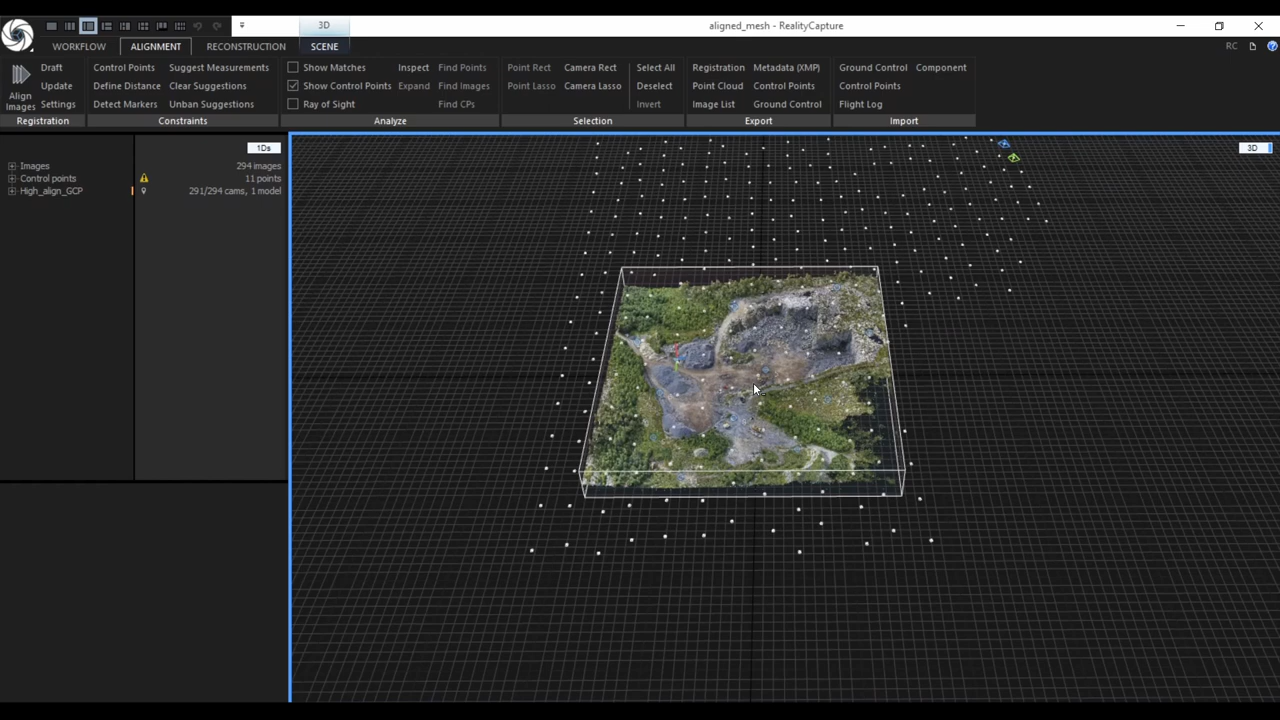 3D
aligned_mesh - RealityCapture
WORKFLOW ALIGNMENT RECONSTRUCTION SCENE
RC
Align Images
Draft
Update
Settings
Registration
Control Points Suggest Measurements
Define Distance Clear Suggestions
Detect Markers Unban Suggestions
Constraints
Show Matches Inspect Find Points
Show Control Points Expand Find Images
Ray of Sight Find CPs
Analyze
Point Rect Camera Rect Select All
Point Lasso Camera Lasso Deselect
Invert
Selection
Registration Metadata (XMP)
Point Cloud Control Points
Image List Ground Control
Export
Ground Control Component
Control Points
Flight Log
Import
1Ds
Images 294 images
Control points 11 points
High_align_GCP 291/294 cams, 1 model
3D